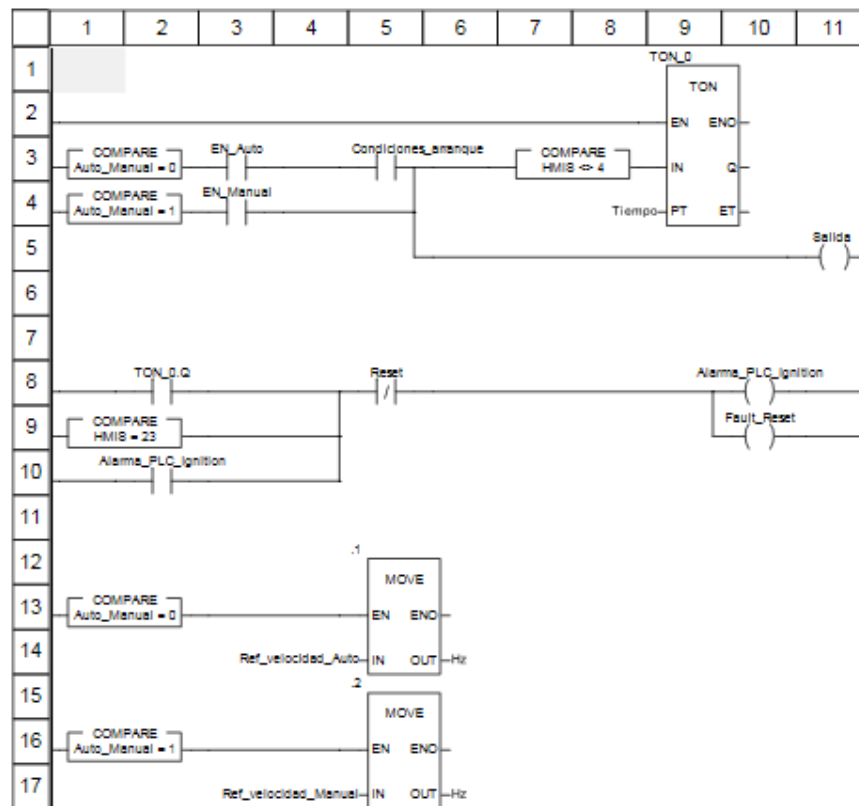 1 2 3 4 5 6 7 8 9 10 11
1
TON_0
TON
2
EN ENO
3
COMPARE
Auto_Manual = 0
EN_Auto
Condiciones_arranque
COMPARE
HMIS <> 4
IN Q
4
COMPARE
Auto_Manual = 1
EN_Manual
Tiempo PT ET
5
Salida
6
7
8
TON_0.Q
Reset
Alarma_PLC_Ignition
9
COMPARE
HMIS = 23
Fault_Reset
10
Alarma_PLC_Ignition
11
12
.1
MOVE
13
COMPARE
Auto_Manual = 0
EN ENO
14
Ref_velocidad_Auto IN OUT Hz
15
.2
MOVE
16
COMPARE
Auto_Manual = 1
EN ENO
17
Ref_velocidad_Manual IN OUT Hz